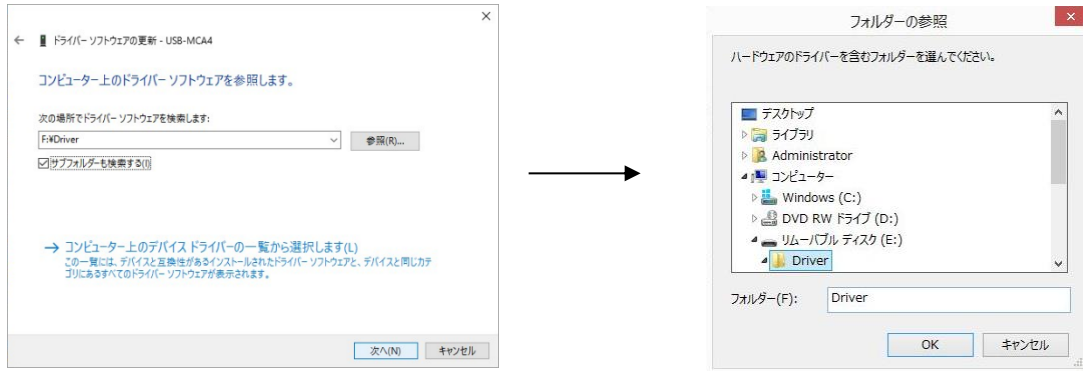 ドライバー ソフトウェアの更新 - USB-MCA4
コンピューター上のドライバー ソフトウェアを参照します。
次の場所でドライバー ソフトウェアを検索します:
F:¥Driver
参照(R)...
サブフォルダーも検索する(I)
コンピューター上のデバイス ドライバーの一覧から選択します(L)
この一覧には、デバイスと互換性があるインストールされたドライバー ソフトウェアと、デバイスと同じカテ
ゴリにあるすべてのドライバー ソフトウェアが表示されます。
次へ(N)
キャンセル
フォルダーの参照
ハードウェアのドライバーを含むフォルダーを選んでください。
デスクトップ
ライブラリ
Administrator
コンピューター
Windows (C:)
DVD RW ドライブ (D:)
リムーバブル ディスク (E:)
Driver
フォルダー(F):
Driver
OK
キャンセル